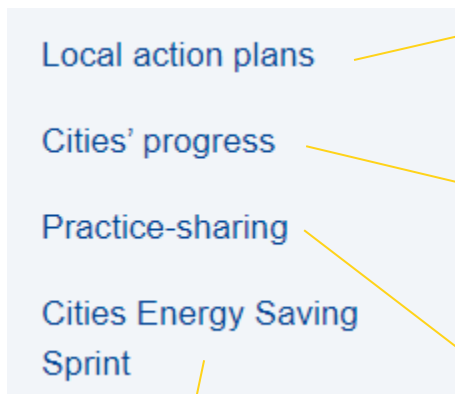 Local action plans
Cities’ progress
Practice-sharing
Cities Energy Saving
Sprint